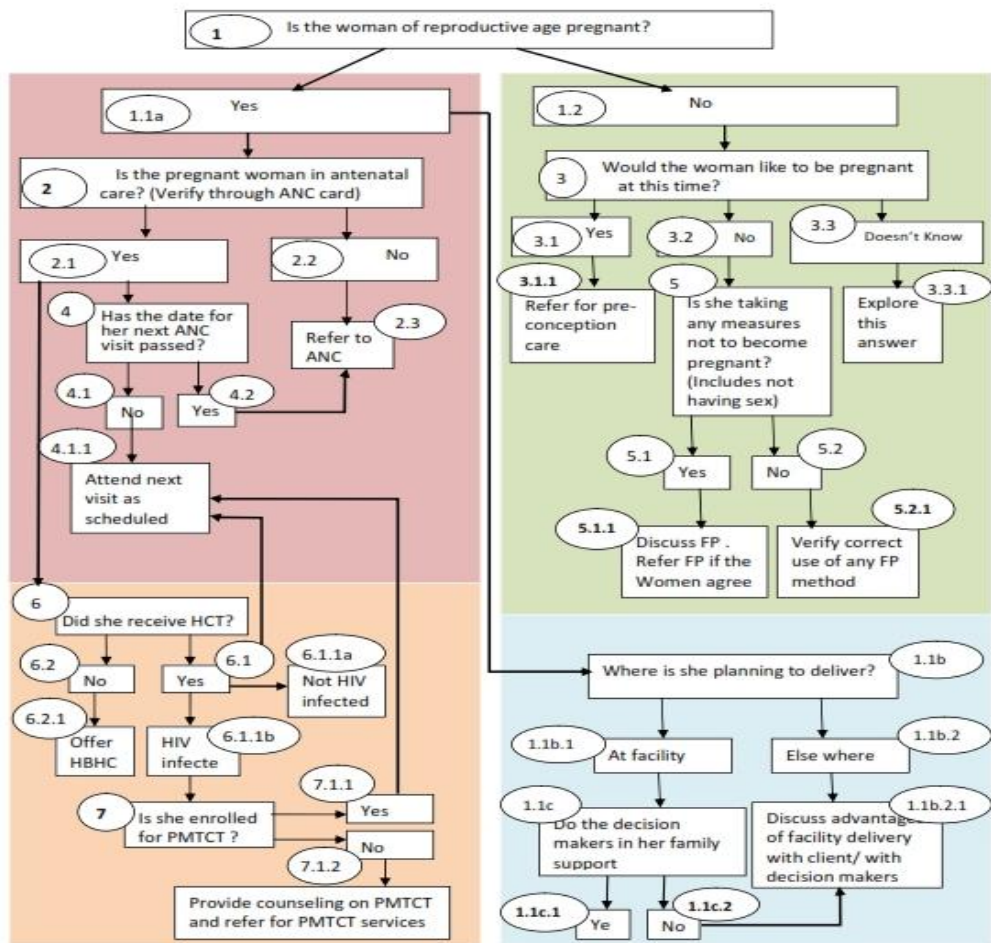 1 Is the woman of reproductive age pregnant?
1.1a Yes
2 Is the pregnant woman in antenatal
care? (Verify through ANC card)
2.1 Yes
2.2 No
4 Has the date for
her next ANC
visit passed?
2.3
Refer to
ANC
4.1 No
Yes 4.2
4.1.1
Attend next
visit as
scheduled
1.2 No
3 Would the woman like to be pregnant
at this time?
3.1 Yes
3.2 No
3.3 Doesn't Know
3.1.1
Refer for pre-
conception
care
5
Is she taking
any measures
not to become
pregnant?
(Includes not
having sex)
3.3.1
Explore
this
answer
5.1 Yes
No 5.2
5.1.1
Discuss FP .
Refer FP if the
Women agree
5.2.1
Verify correct
use of any FP
method
6
Did she receive HCT?
6.2 No
Yes 6.1
6.1.1a
Not HIV
infected
6.2.1
Offer
HBHC
6.1.1b
HIV
infecte
7 Is she enrolled
for PMTCT ?
7.1.1
Yes
No
7.1.2
Provide counseling on PMTCT
and refer for PMTCT services
1.1b
Where is she planning to deliver?
1.1b.1 At facility
Else where 1.1b.2
1.1c
Do the decision
makers in her family
support
1.1b.2.1
Discuss advantages
of facility delivery
with client/ with
decision makers
1.1c.1 Ye
No 1.1c.2